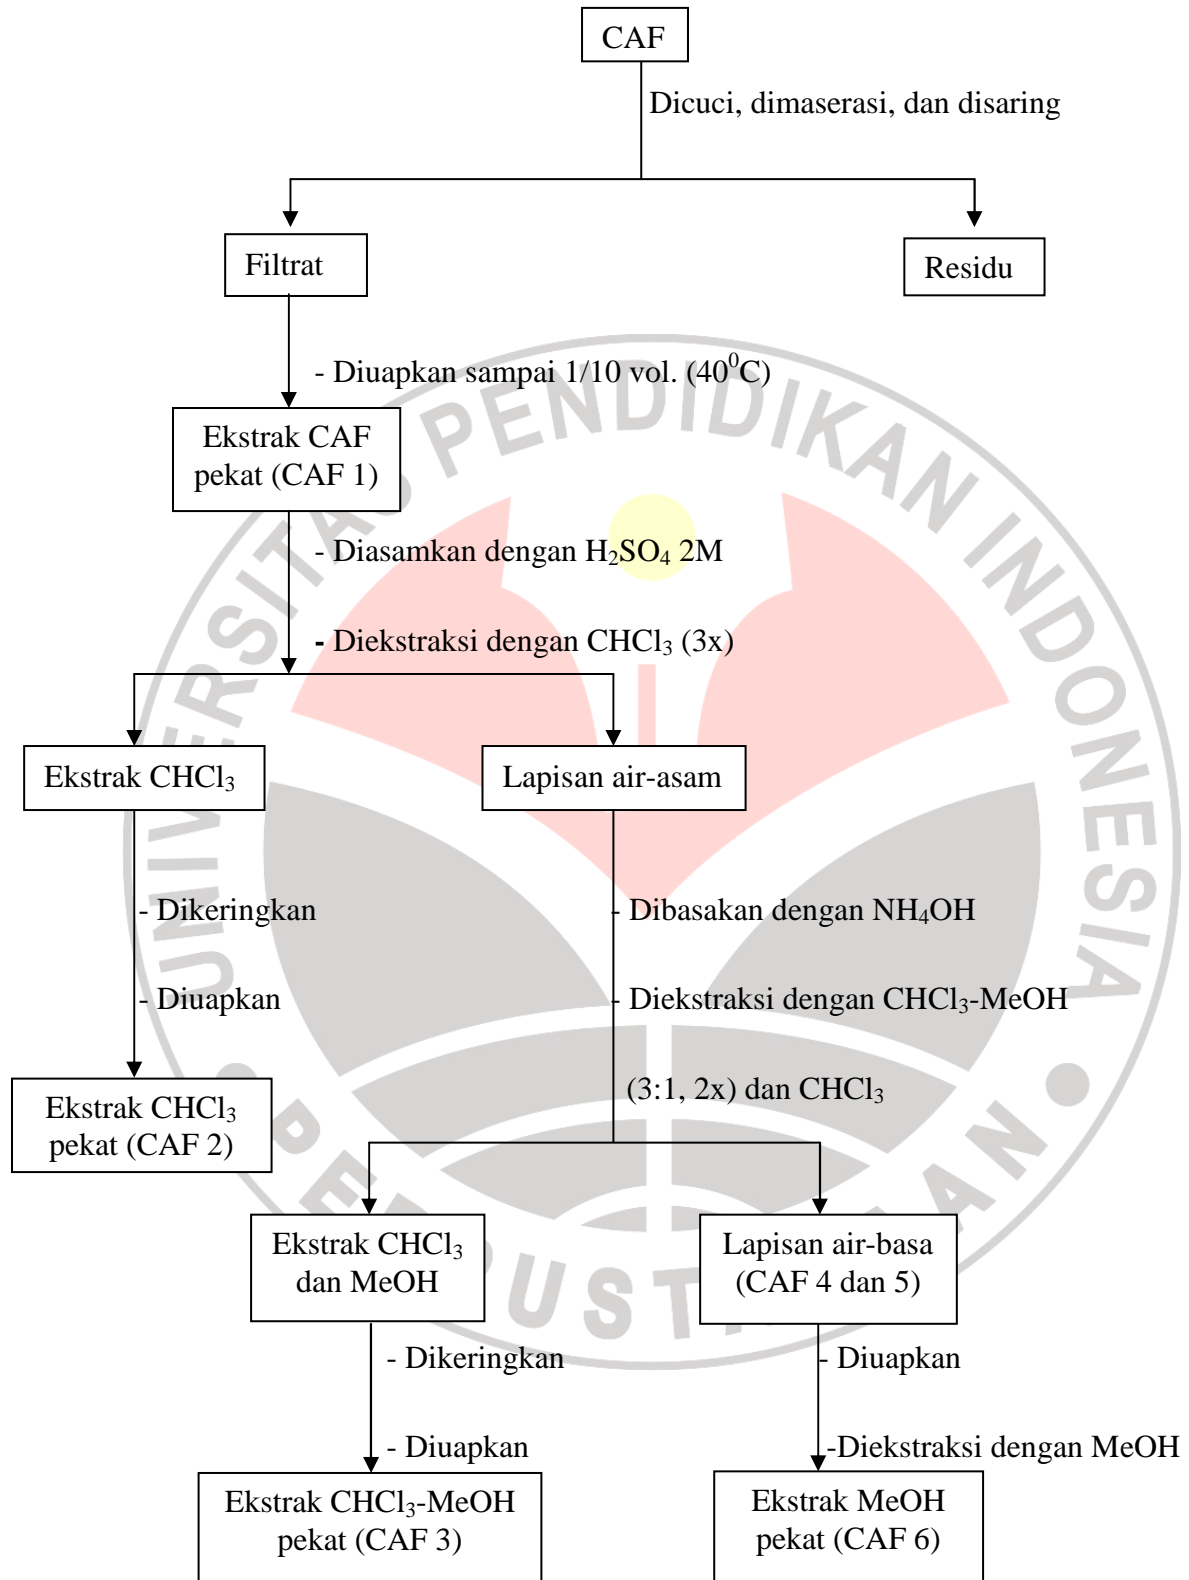 CAF
Dicuci, dimaserasi, dan disaring
Filtrat
Residu
- Diuapkan sampai 1/10 vol. (40⁰C)
Ekstrak CAF
pekat (CAF 1)
- Diasamkan dengan H₂SO₄ 2M
- Diekstraksi dengan CHCl₃ (3x)
Ekstrak CHCl₃
Lapisan air-asam
- Dikeringkan
- Dibasakan dengan NH₄OH
- Diuapkan
- Diekstraksi dengan CHCl₃-MeOH
(3:1, 2x) dan CHCl₃
Ekstrak CHCl₃
pekat (CAF 2)
Ekstrak CHCl₃
dan MeOH
Lapisan air-basa
(CAF 4 dan 5)
- Dikeringkan
- Diuapkan
- Diuapkan
-Diekstraksi dengan MeOH
Ekstrak CHCl₃-MeOH
pekat (CAF 3)
Ekstrak MeOH
pekat (CAF 6)
UNIVERSITAS PENDIDIKAN INDONESIA
PERPUSTAKAAN